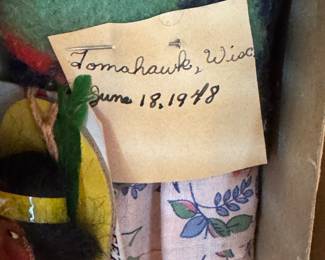 Tomahawk, Wisc.
June 18, 1948